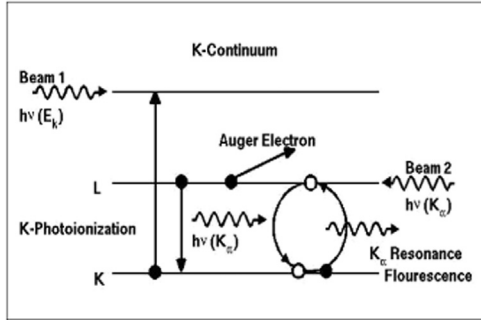 K-Continuum
Beam 1
hν (Ek)
Auger Electron
Beam 2
L
hν (Kα)
K-Photoionization
hν (Kα)
Kα Resonance
Flourescence
K